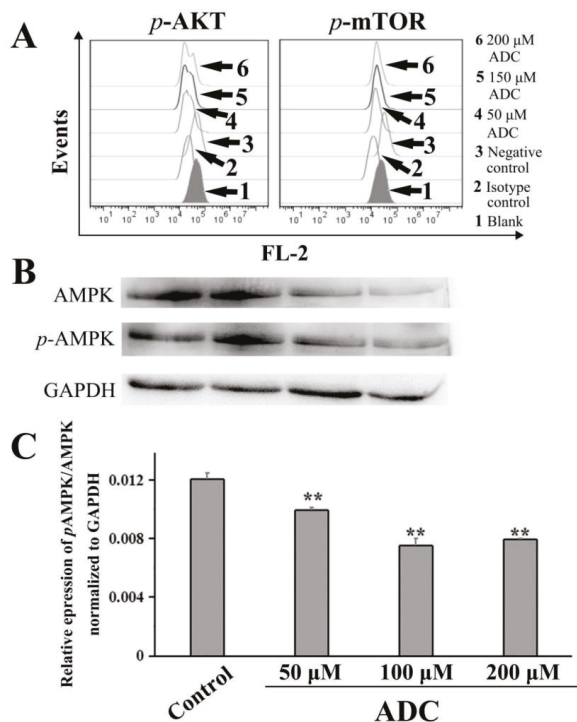 A
p-AKT
p-mTOR
Events
6
5
4
3
2
1
6
5
4
3
2
1
10¹ 10² 10³ 10⁴ 10⁵ 10⁶ 10⁷
10¹ 10² 10³ 10⁴ 10⁵ 10⁶ 10⁷
FL-2
6 200 µM
ADC
5 150 µM
ADC
4 50 µM
ADC
3 Negative
control
2 Isotype
control
1 Blank
B
AMPK
p-AMPK
GAPDH
C
Relative epression of pAMPK/AMPK
normalized to GAPDH
0.012
0.008
0.004
0
**
**
**
Control
50 µM
100 µM
200 µM
ADC